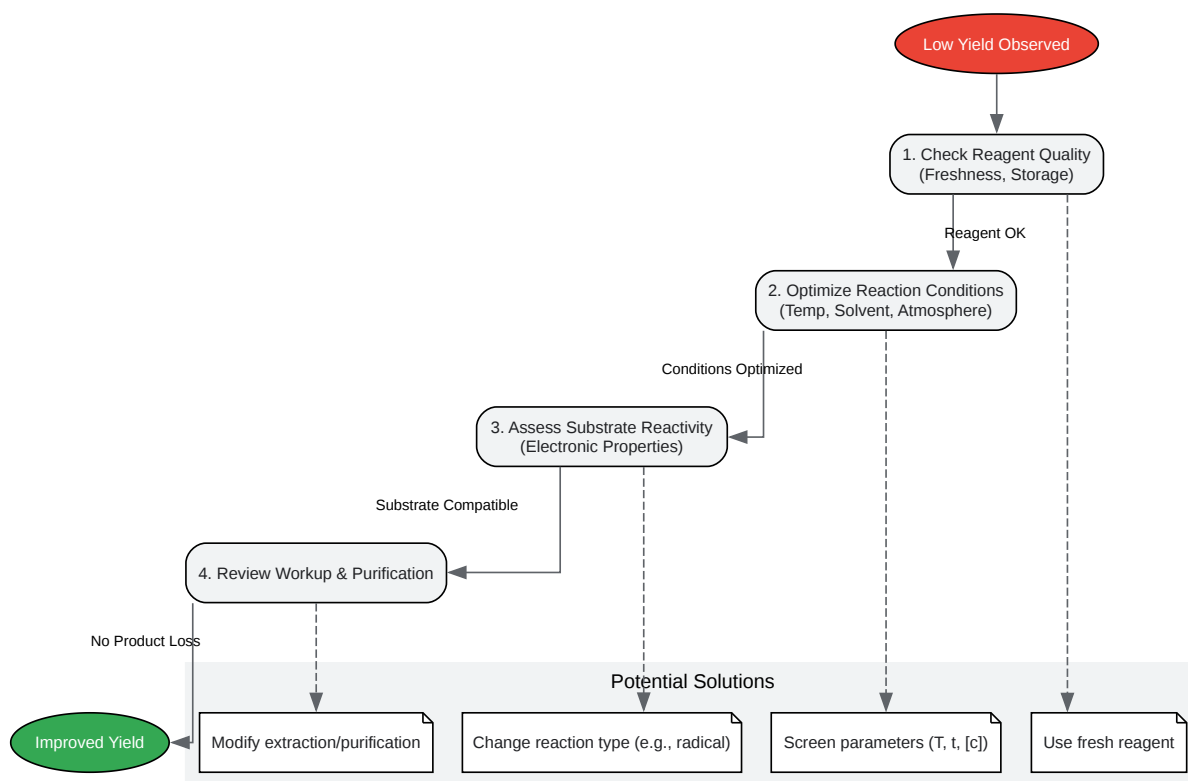 Low Yield Observed
1. Check Reagent Quality
(Freshness, Storage)
Reagent OK
2. Optimize Reaction Conditions
(Temp, Solvent, Atmosphere)
Conditions Optimized
3. Assess Substrate Reactivity
(Electronic Properties)
Substrate Compatible
4. Review Workup & Purification
No Product Loss
Potential Solutions
Improved Yield
Modify extraction/purification
Change reaction type (e.g., radical)
Screen parameters (T, t, [c])
Use fresh reagent